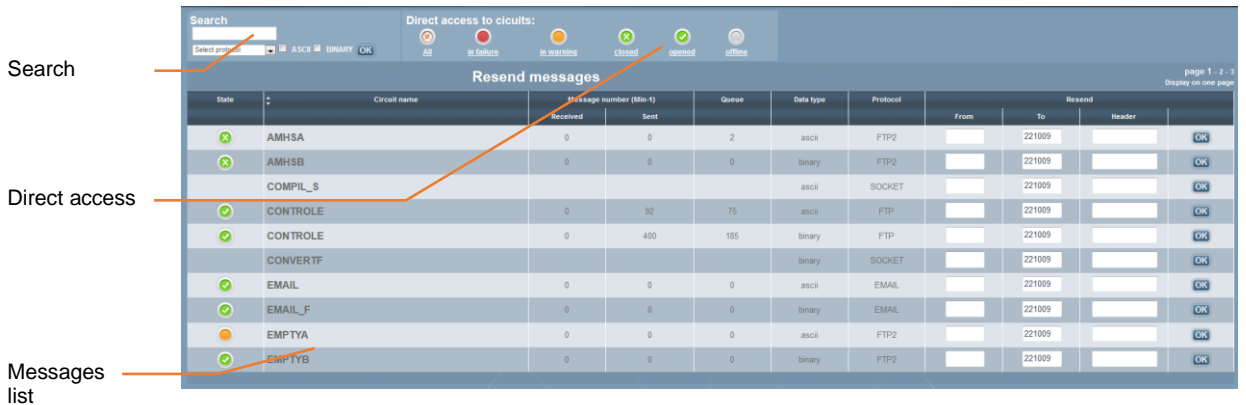 Search
Direct access to cicuits:
Select protocol ASCII BINARY OK
All in failure in warning closed opened offline
Search
Resend messages
page 1 - 2 - 3
Display on one page
State Circuit name Message number (Min-1) Queue Data type Protocol Resend
Received Sent From To Header
AMHSA 0 0 2 ascii FTP2 221009 OK
AMHSB 0 0 0 binary FTP2 221009 OK
Direct access
COMPIL_S ascii SOCKET 221009 OK
CONTROLE 0 92 75 ascii FTP 221009 OK
CONTROLE 0 400 185 binary FTP 221009 OK
CONVERTF binary SOCKET 221009 OK
EMAIL 0 0 0 ascii EMAIL 221009 OK
EMAIL_F 0 0 0 binary EMAIL 221009 OK
EMPTYA 0 0 0 ascii FTP2 221009 OK
EMPTYB 0 0 0 binary FTP2 221009 OK
Messages
list